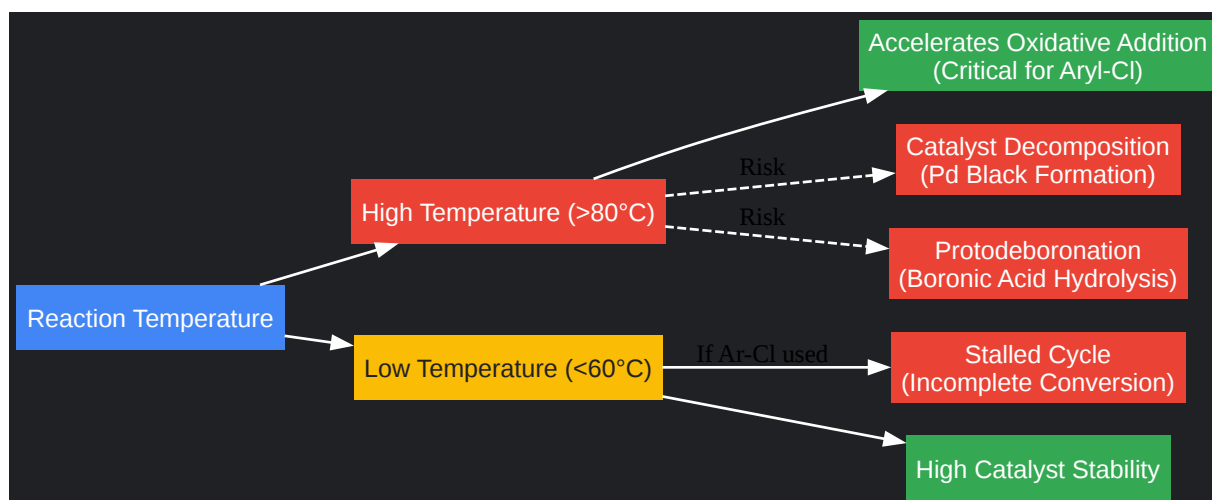 Accelerates Oxidative Addition
(Critical for Aryl-Cl)
Risk
Catalyst Decomposition
(Pd Black Formation)
High Temperature (>80°C)
Risk
Protodeboronation
(Boronic Acid Hydrolysis)
Reaction Temperature
Low Temperature (<60°C)
If Ar-Cl used
Stalled Cycle
(Incomplete Conversion)
High Catalyst Stability